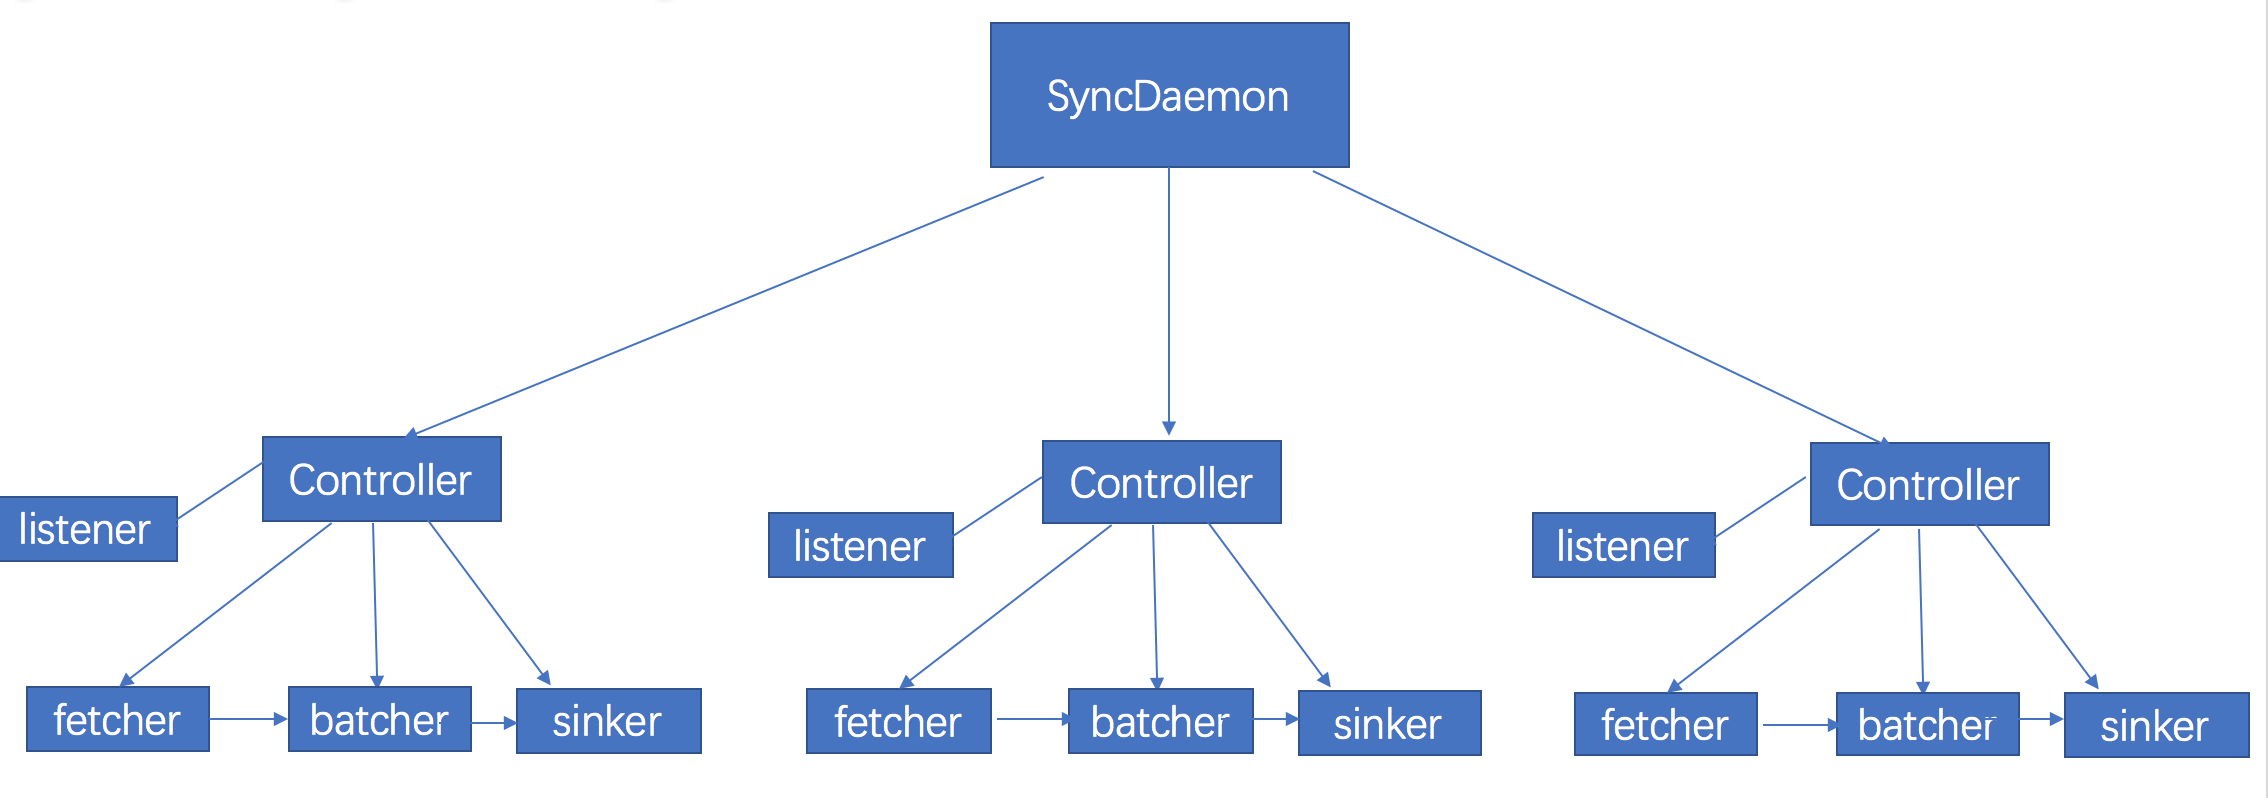 SyncDaemon
Controller
Controller
Controller
listener
listener
listener
fetcher
batcher
sinker
fetcher
batcher
sinker
fetcher
batcher
sinker